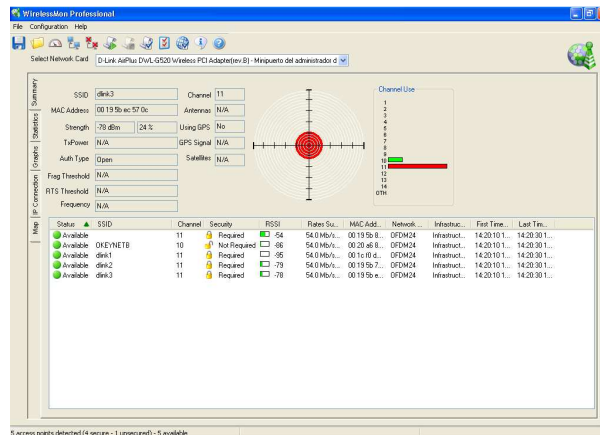 WirelessMon Professional
File Configuration Help
Select Network Card D-Link AirPlus DWL-G520 Wireless PCI Adapter(rev.B) - Minipuerto del administrador d
Summary
Statistics
Graphs
IP Connection
Map
SSID dlink3 Channel 11
MAC Address 00 19 5b ec 57 0c Antennas N/A
Strength -78 dBm 24 % Using GPS No
TxPower N/A GPS Signal N/A
Auth Type Open Satellites N/A
Frag Threshold N/A
RTS Threshold N/A
Frequency N/A
Channel Use
1
2
3
4
5
6
7
8
9
10
11
12
13
14
OTH
Status SSID Channel Security RSSI Rates Su... MAC Add... Network ... Infrastruc... First Time... Last Tim...
Available 11 Required -54 54.0 Mb/s... 00 19 5b 8... OFDM24 Infrastruct... 14:20:10 1... 14:20:30 1...
Available OKEYNETB 10 Not Required -86 54.0 Mb/s... 00 20 a6 8... OFDM24 Infrastruct... 14:20:10 1... 14:20:30 1...
Available dlink1 11 Required -95 54.0 Mb/s... 00 1c f0 d... OFDM24 Infrastruct... 14:20:10 1... 14:20:30 1...
Available dlink2 11 Required -79 54.0 Mb/s... 00 19 5b 7... OFDM24 Infrastruct... 14:20:10 1... 14:20:30 1...
Available dlink3 11 Required -78 54.0 Mb/s... 00 19 5b e... OFDM24 Infrastruct... 14:20:10 1... 14:20:30 1...
5 access points detected (4 secure - 1 unsecured) - 5 available